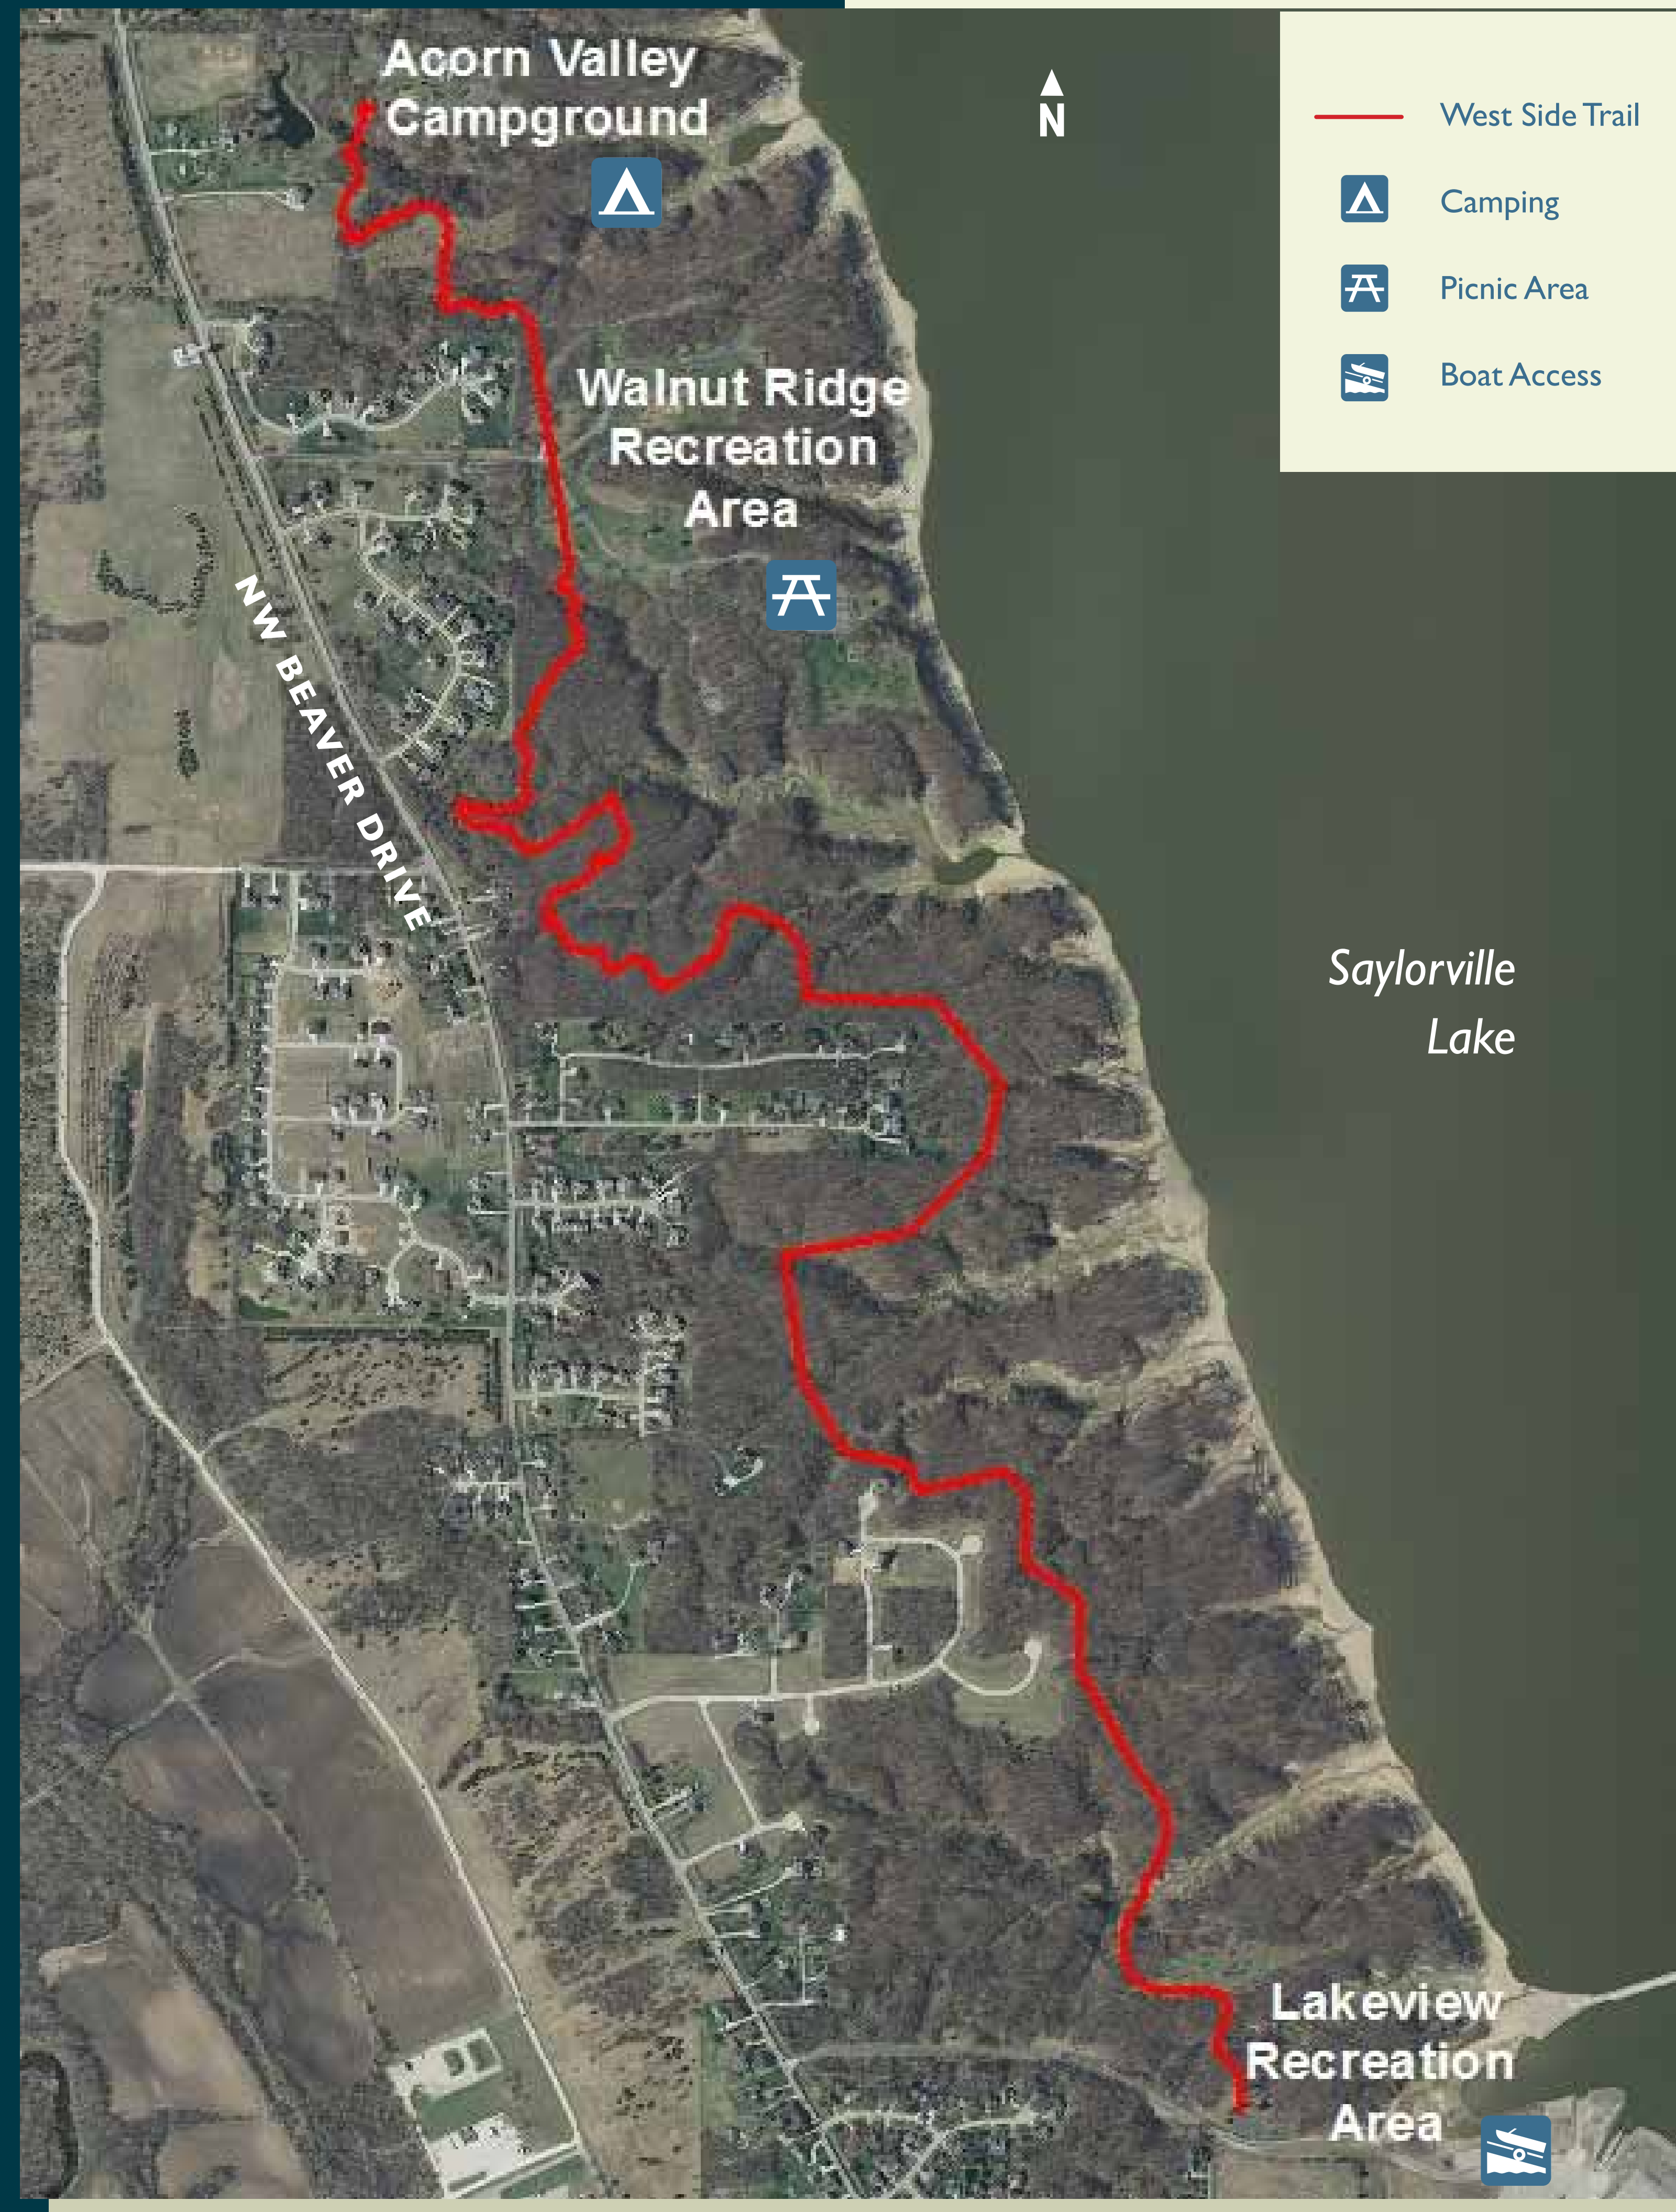 Acorn Valley
Campground
N
West Side Trail
Camping
Picnic Area
Boat Access
Walnut Ridge
Recreation
Area
NW BEAVER DRIVE
Saylorville
Lake
Lakeview
Recreation
Area